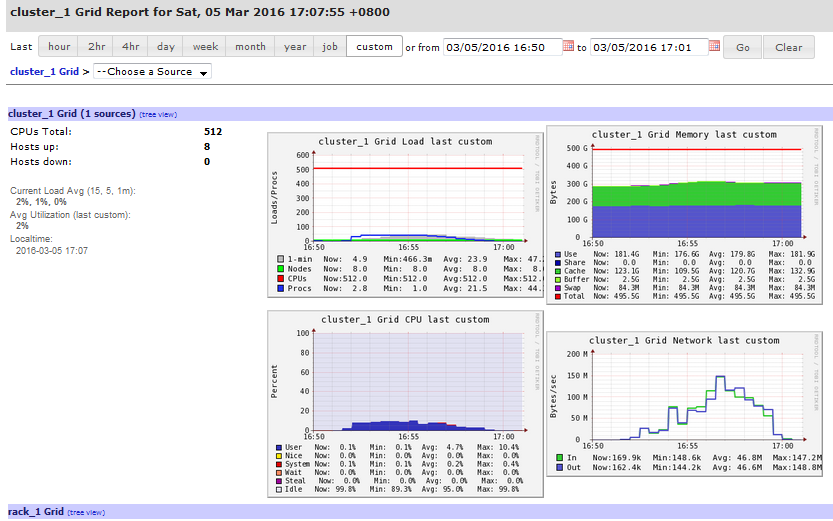 cluster_1 Grid Report for Sat, 05 Mar 2016 17:07:55 +0800
Last hour 2hr 4hr day week month year job custom or from 03/05/2016 16:50 to 03/05/2016 17:01 Go Clear
cluster_1 Grid > --Choose a Source
cluster_1 Grid (1 sources) (tree view)
CPUs Total: 512
Hosts up: 8
Hosts down: 0
Current Load Avg (15, 5, 1m):
2%, 1%, 0%
Avg Utilization (last custom):
2%
Localtime:
2016-03-05 17:07
cluster_1 Grid Load last custom
RRDTOOL / TOBI OETIKER
Loads/Procs
600
500
400
300
200
100
0
16:50 16:55 17:00
1-min Now: 4.9 Min:466.3m Avg: 23.9 Max: 47.
Nodes Now: 8.0 Min: 8.0 Avg: 8.0 Max: 8.
CPUs Now:512.0 Min:512.0 Avg:512.0 Max:512.
Procs Now: 2.8 Min: 1.0 Avg: 21.5 Max: 44.
cluster_1 Grid Memory last custom
RRDTOOL / TOBI OETIKER
Bytes
500 G
400 G
300 G
200 G
100 G
0
16:50 16:55 17:00
Use Now: 181.4G Min: 176.6G Avg: 179.8G Max: 181.9G
Share Now: 0.0 Min: 0.0 Avg: 0.0 Max: 0.0
Cache Now: 123.1G Min: 109.5G Avg: 120.7G Max: 132.9G
Buffer Now: 2.5G Min: 2.5G Avg: 2.5G Max: 2.5G
Swap Now: 84.3M Min: 84.3M Avg: 84.3M Max: 84.3M
Total Now: 495.5G Min: 495.5G Avg: 495.5G Max: 495.5G
cluster_1 Grid CPU last custom
RRDTOOL / TOBI OETIKER
Percent
100
80
60
40
20
0
16:50 16:55 17:00
User Now: 0.1% Min: 0.1% Avg: 4.7% Max: 10.4%
Nice Now: 0.0% Min: 0.0% Avg: 0.0% Max: 0.0%
System Now: 0.1% Min: 0.1% Avg: 0.2% Max: 0.4%
Wait Now: 0.0% Min: 0.0% Avg: 0.0% Max: 0.0%
Steal Now: 0.0% Min: 0.0% Avg: 0.0% Max: 0.0%
Idle Now: 99.8% Min: 89.3% Avg: 95.0% Max: 99.8%
cluster_1 Grid Network last custom
RRDTOOL / TOBI OETIKER
Bytes/sec
200 M
150 M
100 M
50 M
0
16:50 16:55 17:00
In Now:169.9k Min:148.6k Avg: 46.8M Max:147.2M
Out Now:162.4k Min:144.2k Avg: 46.6M Max:148.8M
rack_1 Grid (tree view)